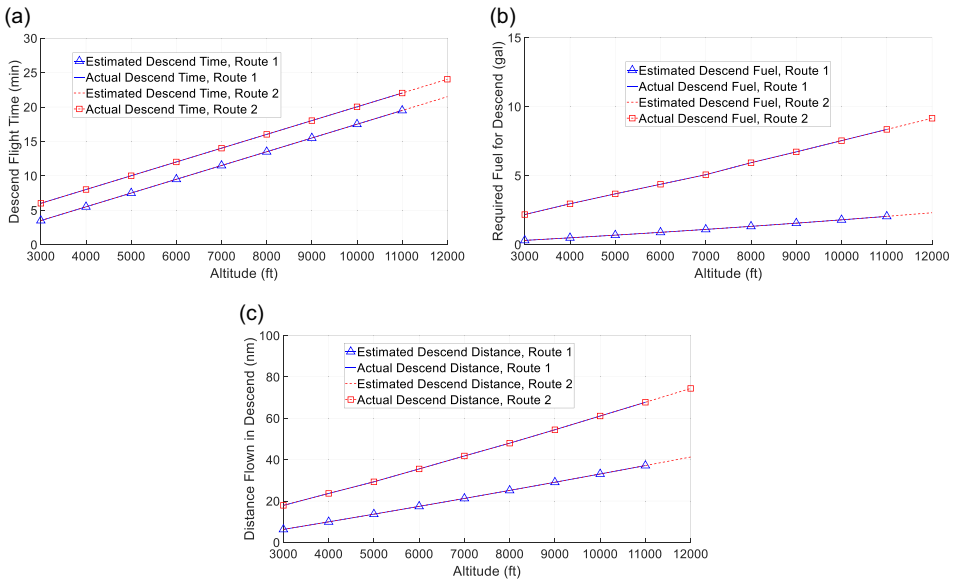 (a)
30
25
20
15
10
5
0
Descend Flight Time (min)
Estimated Descend Time, Route 1
Actual Descend Time, Route 1
Estimated Descend Time, Route 2
Actual Descend Time, Route 2
3000 4000 5000 6000 7000 8000 9000 10000 11000 12000
Altitude (ft)
(b)
15
10
5
0
Required Fuel for Descend (gal)
Estimated Descend Fuel, Route 1
Actual Descend Fuel, Route 1
Estimated Descend Fuel, Route 2
Actual Descend Fuel, Route 2
3000 4000 5000 6000 7000 8000 9000 10000 11000 12000
Altitude (ft)
(c)
100
80
60
40
20
0
Distance Flown in Descend (nm)
Estimated Descend Distance, Route 1
Actual Descend Distance, Route 1
Estimated Descend Distance, Route 2
Actual Descend Distance, Route 2
3000 4000 5000 6000 7000 8000 9000 10000 11000 12000
Altitude (ft)